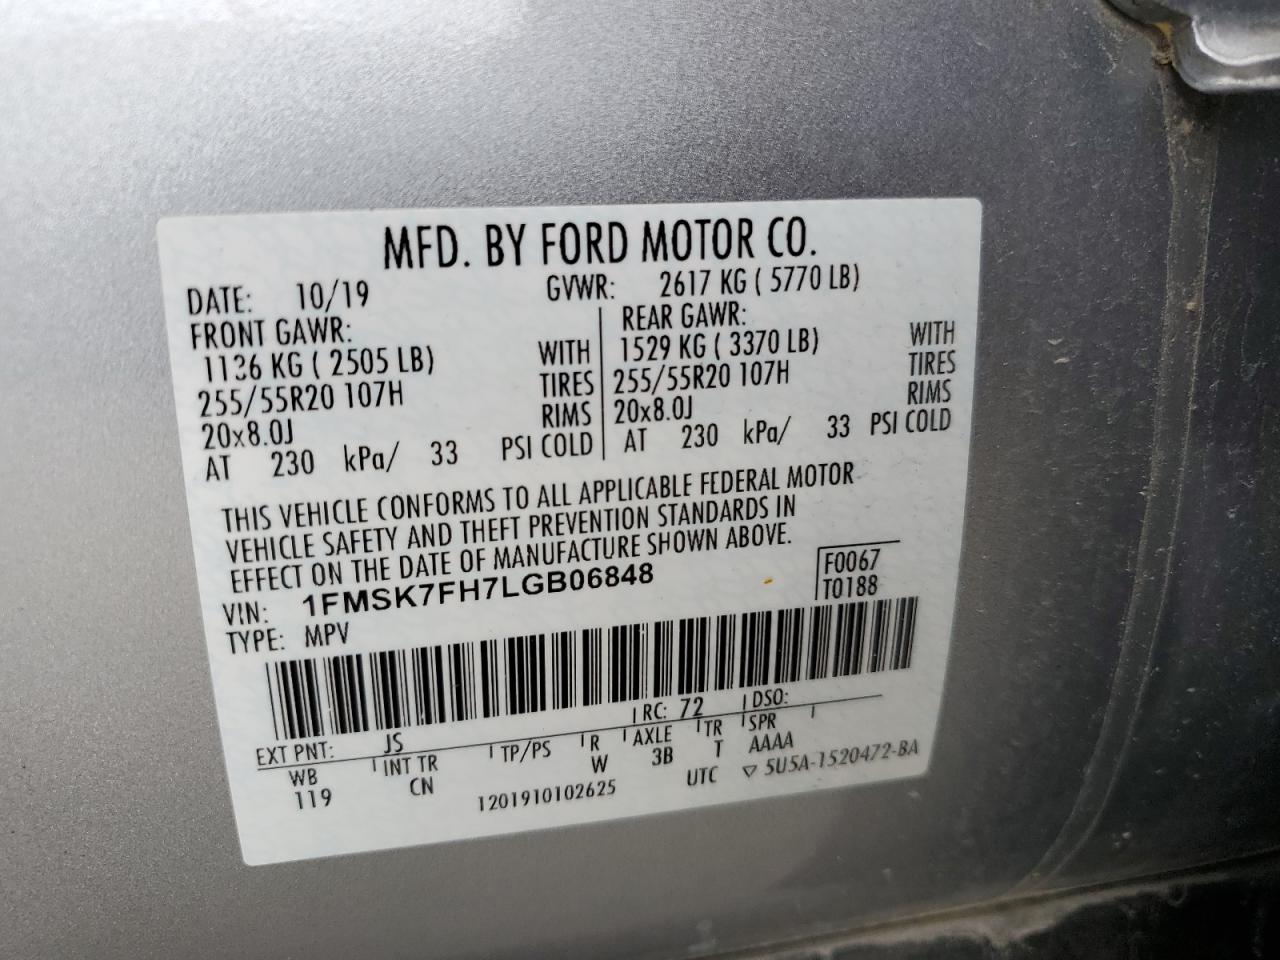 MFD. BY FORD MOTOR CO.
DATE: 10/19 GVWR: 2617 KG ( 5770 LB)
FRONT GAWR: REAR GAWR:
1136 KG ( 2505 LB) WITH 1529 KG ( 3370 LB) WITH
255/55R20 107H TIRES 255/55R20 107H TIRES
20x8.0J RIMS 20x8.0J RIMS
AT 230 kPa/ 33 PSI COLD AT 230 kPa/ 33 PSI COLD
THIS VEHICLE CONFORMS TO ALL APPLICABLE FEDERAL MOTOR
VEHICLE SAFETY AND THEFT PREVENTION STANDARDS IN
EFFECT ON THE DATE OF MANUFACTURE SHOWN ABOVE.
VIN: 1FMSK7FH7LGB06848 F0067
TYPE: MPV T0188
EXT PNT: JS RC: 72 DSO:
WB INT TR TP/PS R AXLE TR SPR
119 CN W 3B T AAAA
1201910102625 UTC ▽ 5U5A-1520472-BA